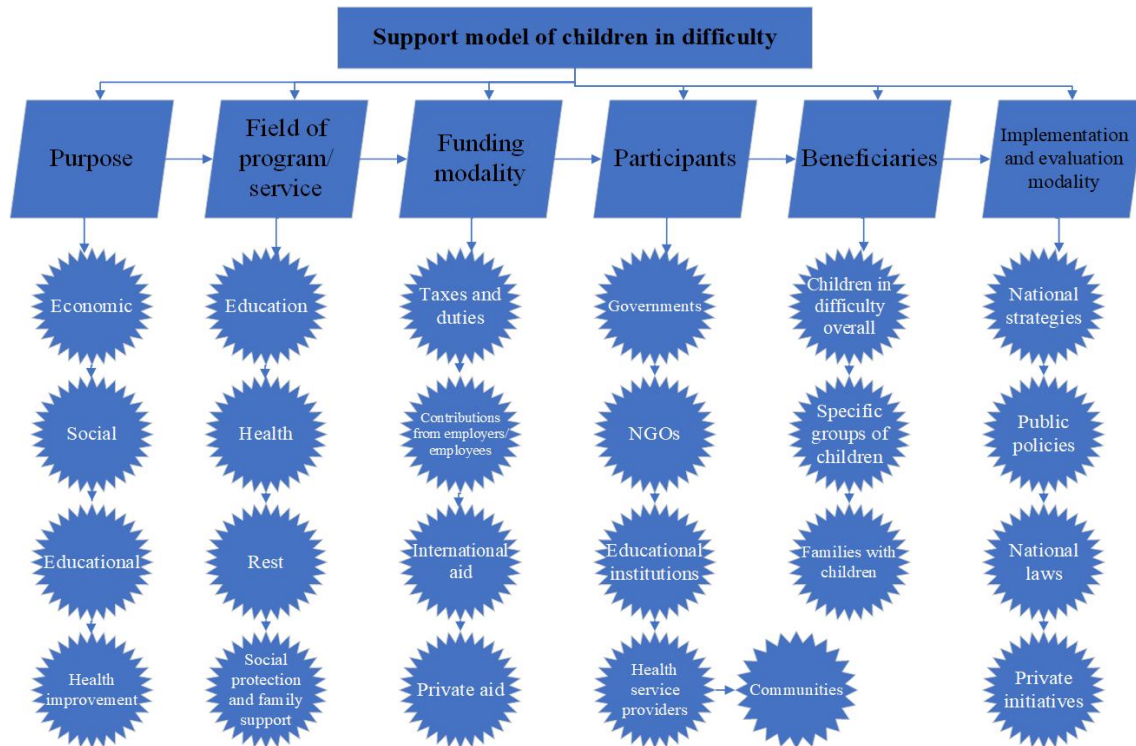 Support model of children in difficulty
Purpose
Field of
program/
service
Funding
modality
Participants
Beneficiaries
Implementation
and evaluation
modality
Economic
Social
Educational
Health
improvement
Education
Health
Rest
Social
protection
and family
support
Taxes and
duties
Contributions
from employers/
employees
International
aid
Private aid
Governments
NGOs
Educational
institutions
Health
service
providers
Communities
Children in
difficulty
overall
Specific
groups of
children
Families with
children
National
strategies
Public
policies
National
laws
Private
initiatives